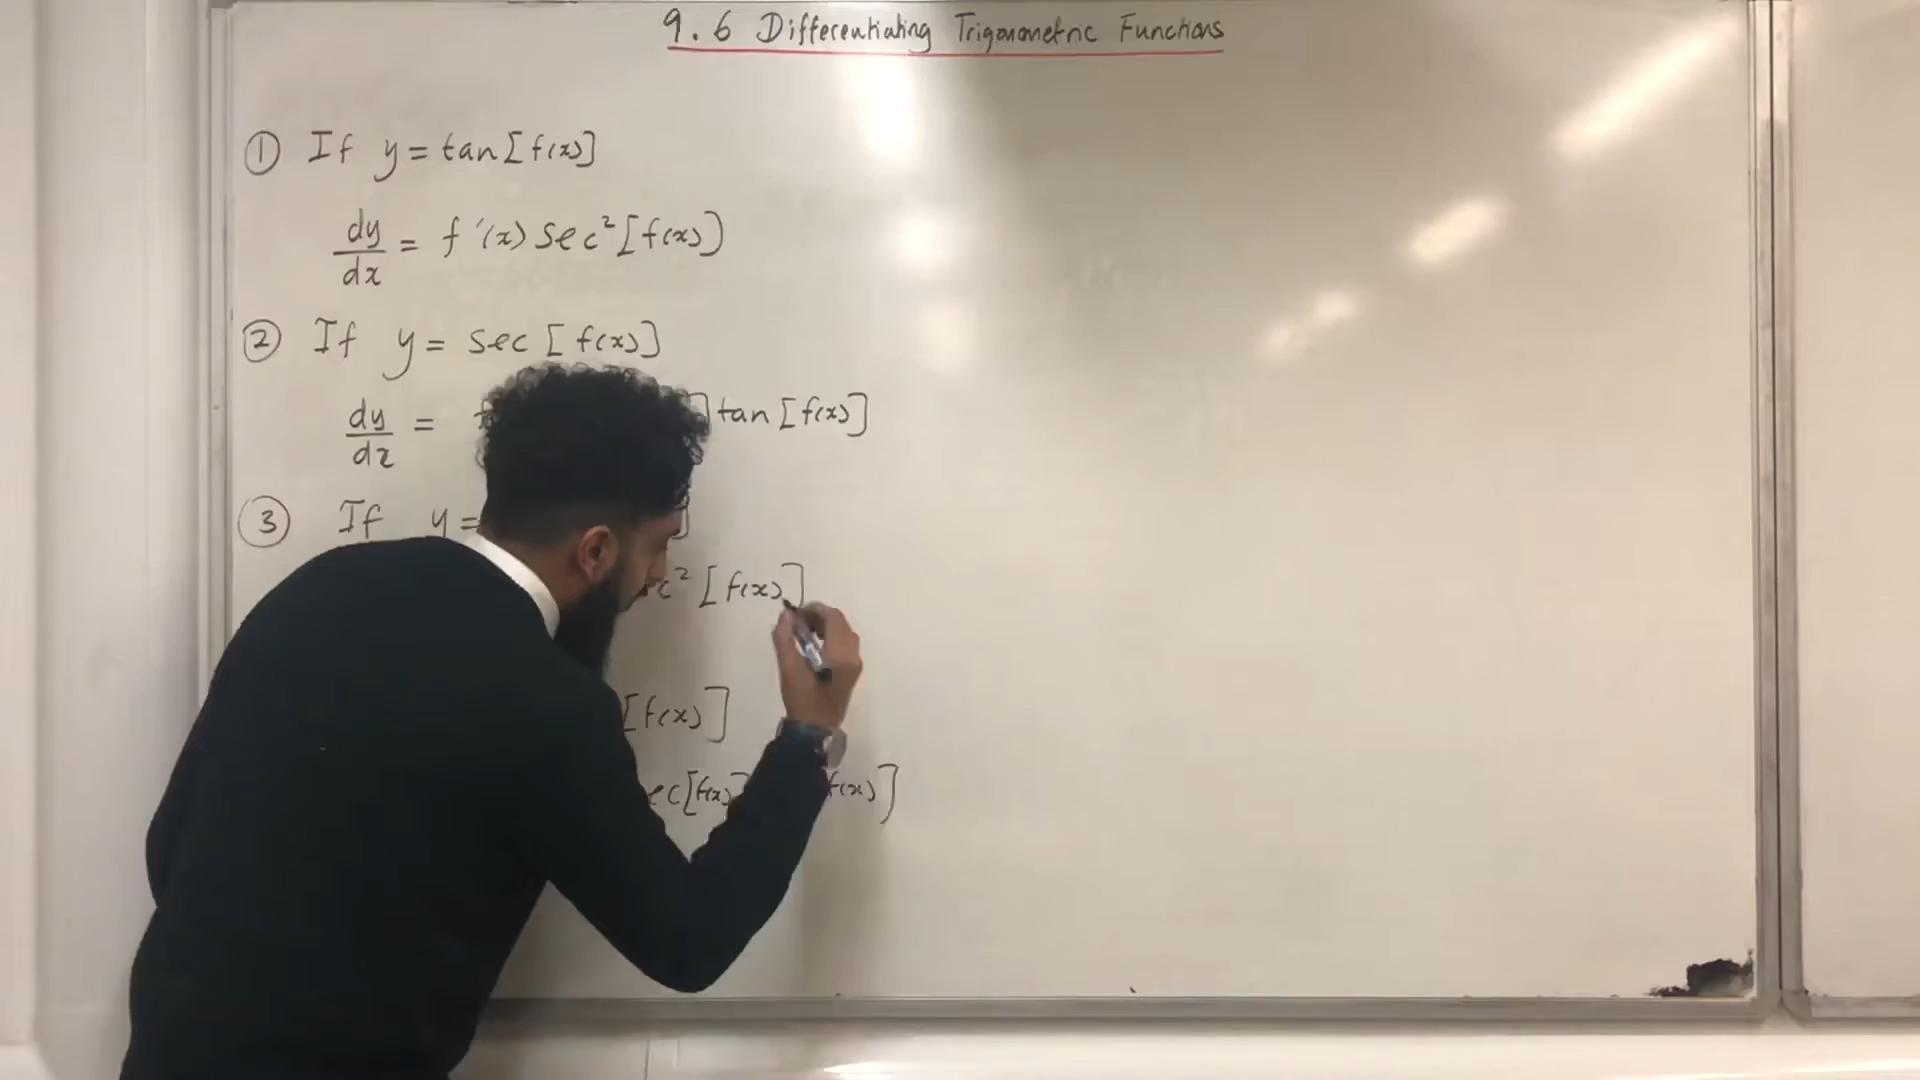 9.6 Differentiating Trigonometric Functions
① If y = tan[f(x)]
dy/dx = f'(x) sec²[f(x)]
② If y = sec [f(x)]
dy/dx = ] tan [f(x)]
③ If y = ]
c² [f(x)]
[f(x)]
ec[f(x)] f(x)]